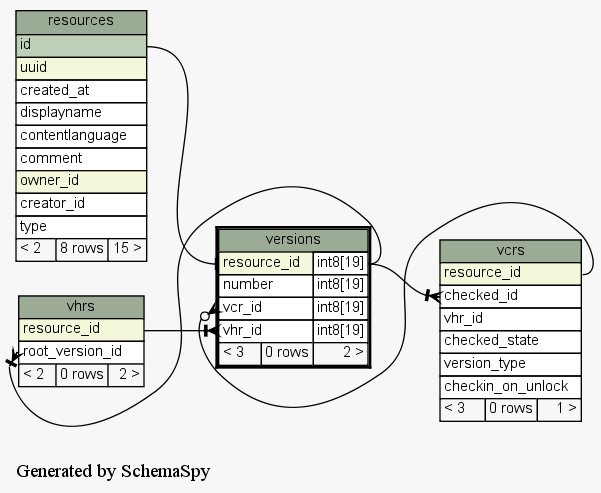 resources
id
uuid
created_at
displayname
contentlanguage
comment
owner_id
creator_id
type
< 2 8 rows 15 >
versions
resource_id int8[19]
number int8[19]
vcr_id int8[19]
vhr_id int8[19]
< 3 0 rows 2 >
vcrs
resource_id
checked_id
vhr_id
checked_state
version_type
checkin_on_unlock
< 3 0 rows 1 >
vhrs
resource_id
root_version_id
< 2 0 rows 2 >
Generated by SchemaSpy